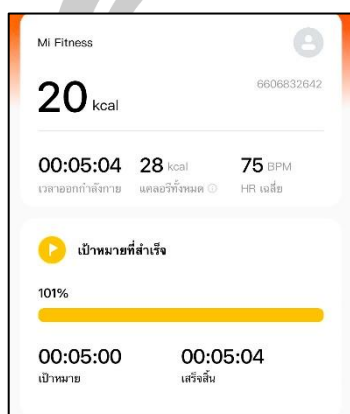 Mi Fitness
20 kcal
6606832642
00:05:04 28 kcal 75 BPM
เวลาออกกำลังกาย แคลอรีทั้งหมด HR เฉลี่ย
เป้าหมายที่สำเร็จ
101%
00:05:00 00:05:04
เป้าหมาย เสร็จสิ้น